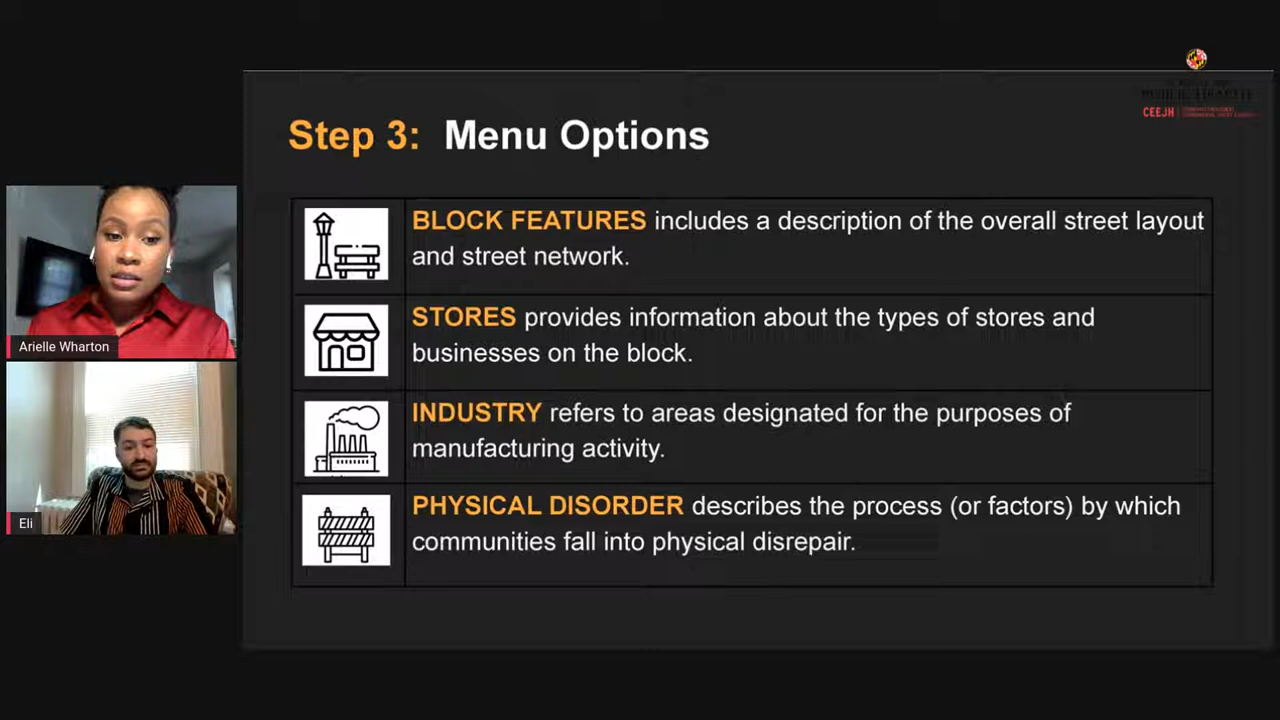 Step 3: Menu Options
BLOCK FEATURES includes a description of the overall street layout
and street network.
STORES provides information about the types of stores and
businesses on the block.
INDUSTRY refers to areas designated for the purposes of
manufacturing activity.
PHYSICAL DISORDER describes the process (or factors) by which
communities fall into physical disrepair.
CEEJH
Arielle Wharton
Eli